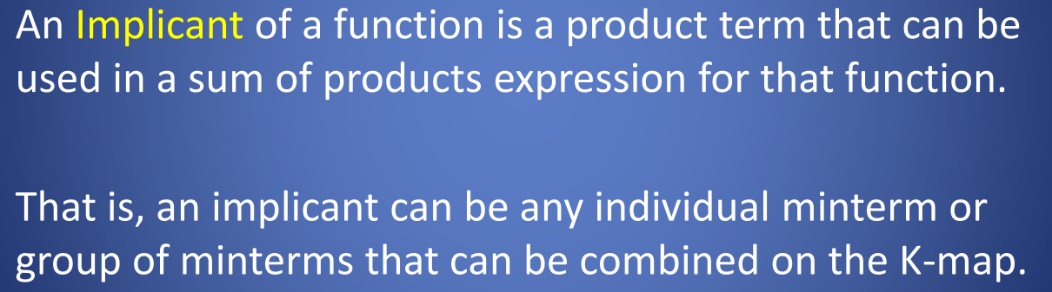 An Implicant of a function is a product term that can be
used in a sum of products expression for that function.
That is, an implicant can be any individual minterm or
group of minterms that can be combined on the K-map.